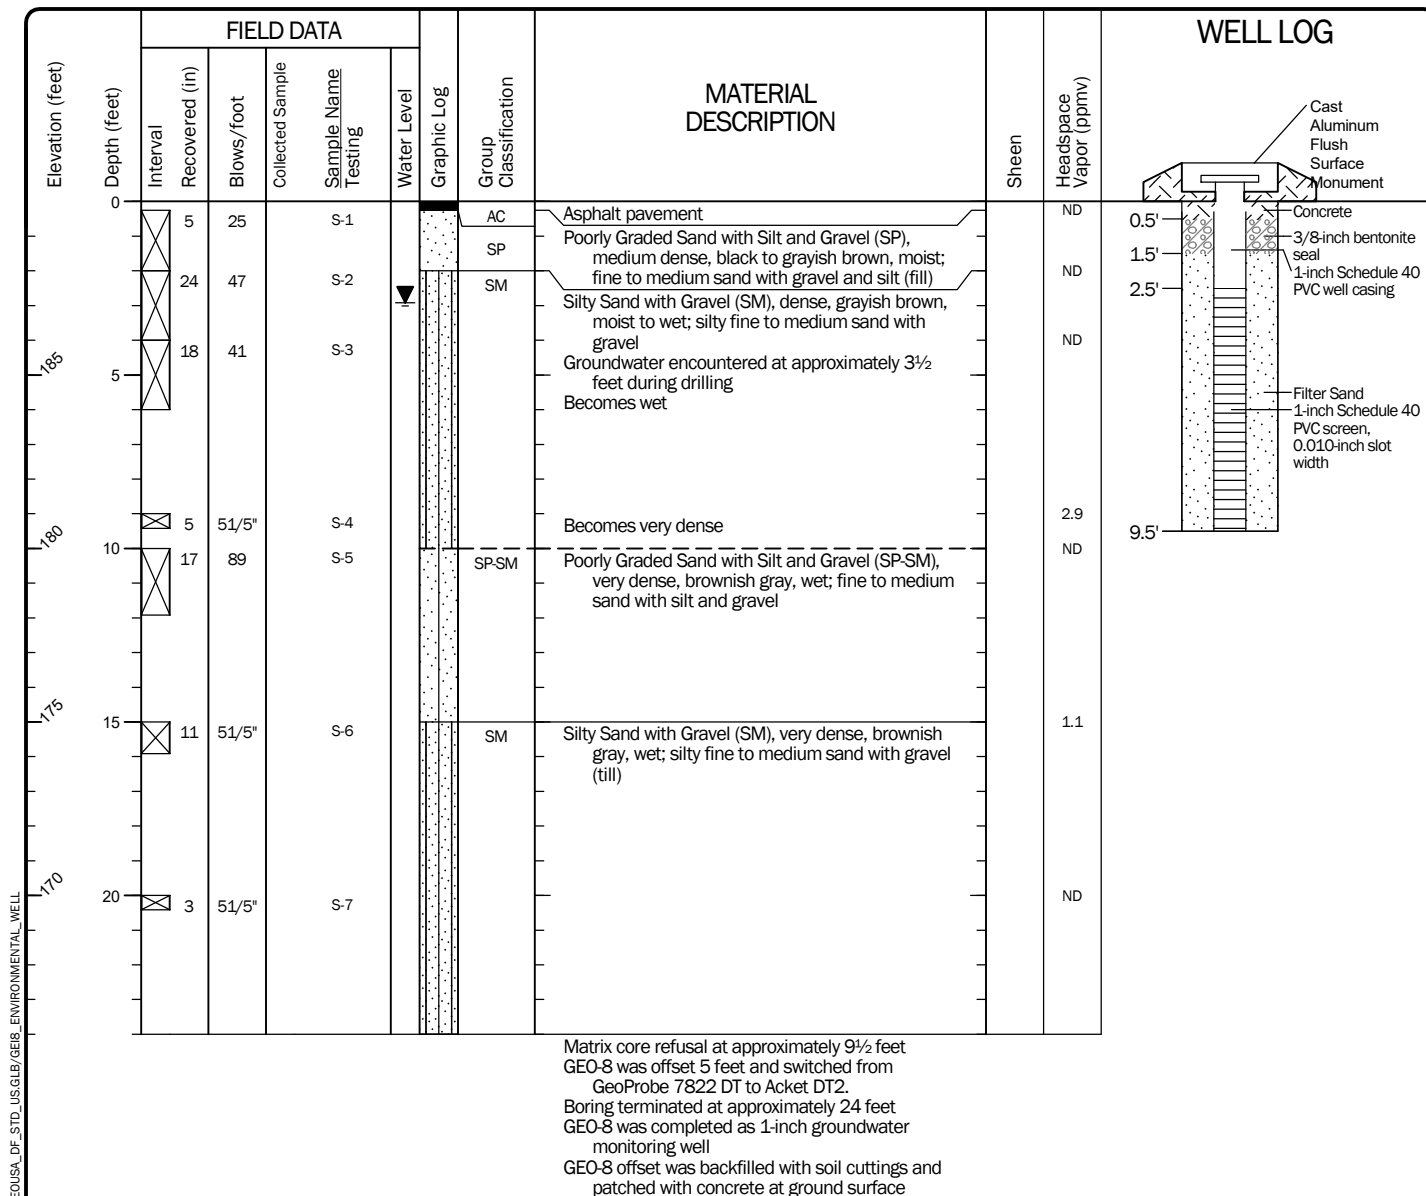 FIELD DATA
WELL LOG
Elevation (feet)
Depth (feet)
Interval
Recovered (in)
Blows/foot
Collected Sample
Sample Name
Testing
Water Level
Graphic Log
Group
Classification
MATERIAL
DESCRIPTION
Sheen
Headspace
Vapor (ppmv)
Cast
Aluminum
Flush
Surface
Monument
0
5 25 S-1
AC
Asphalt pavement
ND
0.5'
Concrete
SP
Poorly Graded Sand with Silt and Gravel (SP),
medium dense, black to grayish brown, moist;
fine to medium sand with gravel and silt (fill)
3/8-inch bentonite
seal
1.5'
24 47 S-2
SM
ND
1-inch Schedule 40
PVC well casing
2.5'
Silty Sand with Gravel (SM), dense, grayish brown,
moist to wet; silty fine to medium sand with
gravel
18 41 S-3
ND
185
5
Groundwater encountered at approximately 3½
feet during drilling
Becomes wet
Filter Sand
1-inch Schedule 40
PVC screen,
0.010-inch slot
width
5 51/5" S-4
Becomes very dense
2.9
9.5'
180
10
17 89 S-5
SP-SM
Poorly Graded Sand with Silt and Gravel (SP-SM),
very dense, brownish gray, wet; fine to medium
sand with silt and gravel
ND
175
15
11 51/5" S-6
SM
Silty Sand with Gravel (SM), very dense, brownish
gray, wet; silty fine to medium sand with gravel
(till)
1.1
170
20
3 51/5" S-7
ND
Matrix core refusal at approximately 9½ feet
GEO-8 was offset 5 feet and switched from
GeoProbe 7822 DT to Acket DT2.
Boring terminated at approximately 24 feet
GEO-8 was completed as 1-inch groundwater
monitoring well
GEO-8 offset was backfilled with soil cuttings and
patched with concrete at ground surface
EOUSA_DF_STD_US.GLB/GEI8_ENVIRONMENTAL_WELL